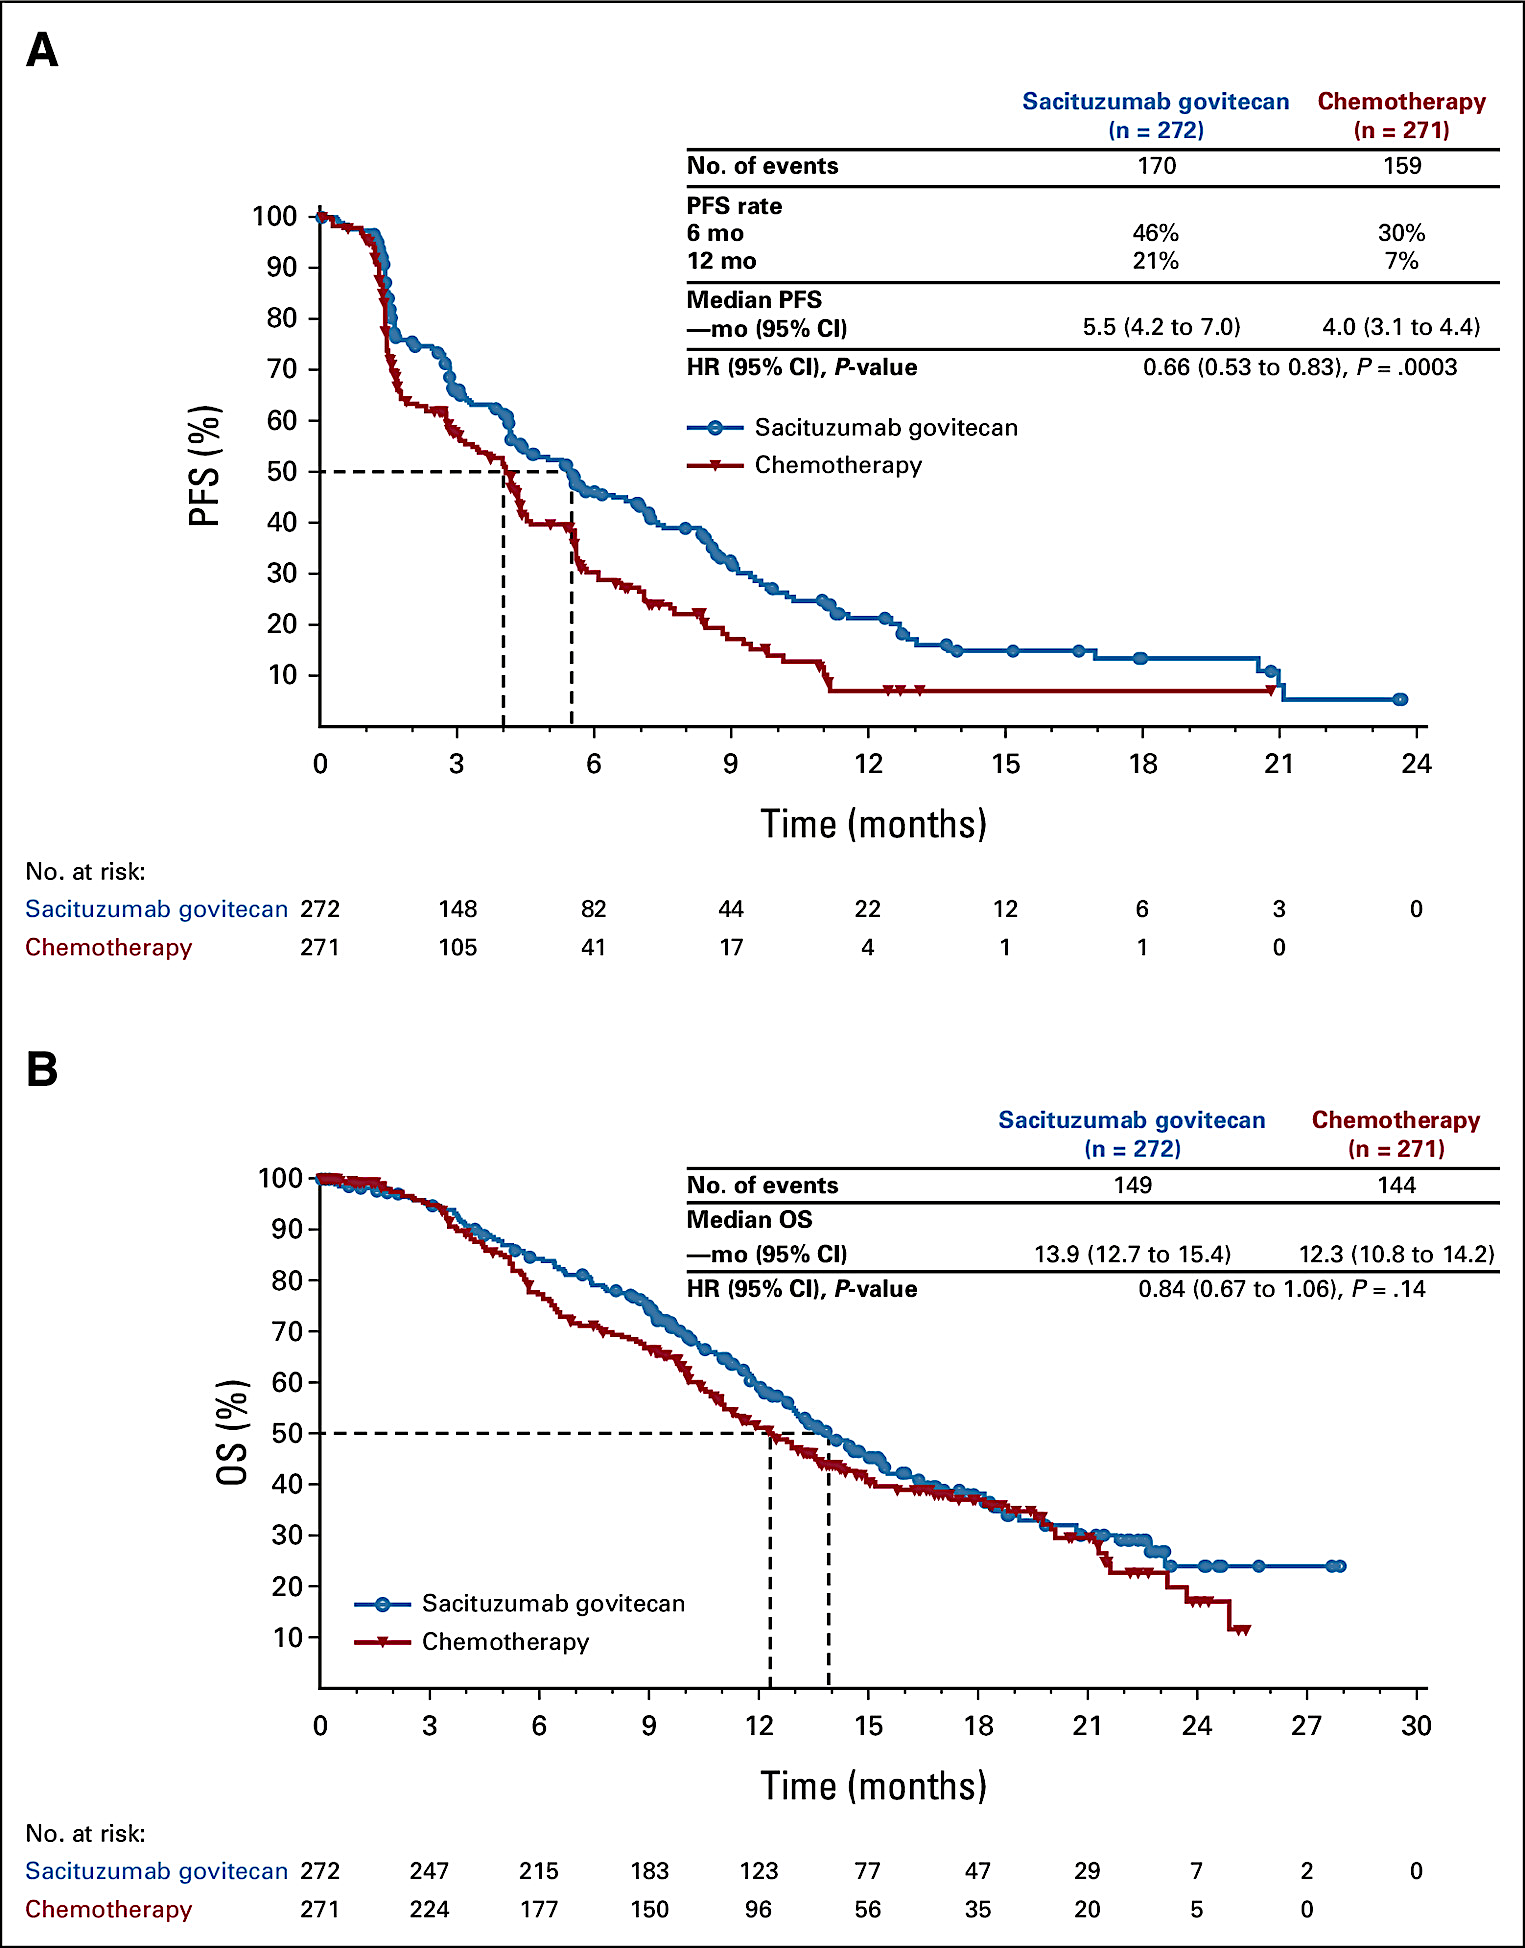 A
Sacituzumab govitecan Chemotherapy
(n = 272) (n = 271)
No. of events 170 159
PFS rate
6 mo 46% 30%
12 mo 21% 7%
Median PFS
—mo (95% CI) 5.5 (4.2 to 7.0) 4.0 (3.1 to 4.4)
HR (95% CI), P-value 0.66 (0.53 to 0.83), P = .0003
Sacituzumab govitecan
Chemotherapy
PFS (%)
100
90
80
70
60
50
40
30
20
10
0 3 6 9 12 15 18 21 24
Time (months)
No. at risk:
Sacituzumab govitecan 272 148 82 44 22 12 6 3 0
Chemotherapy 271 105 41 17 4 1 1 0
B
Sacituzumab govitecan Chemotherapy
(n = 272) (n = 271)
No. of events 149 144
Median OS
—mo (95% CI) 13.9 (12.7 to 15.4) 12.3 (10.8 to 14.2)
HR (95% CI), P-value 0.84 (0.67 to 1.06), P = .14
OS (%)
100
90
80
70
60
50
40
30
20
10
Sacituzumab govitecan
Chemotherapy
0 3 6 9 12 15 18 21 24 27 30
Time (months)
No. at risk:
Sacituzumab govitecan 272 247 215 183 123 77 47 29 7 2 0
Chemotherapy 271 224 177 150 96 56 35 20 5 0